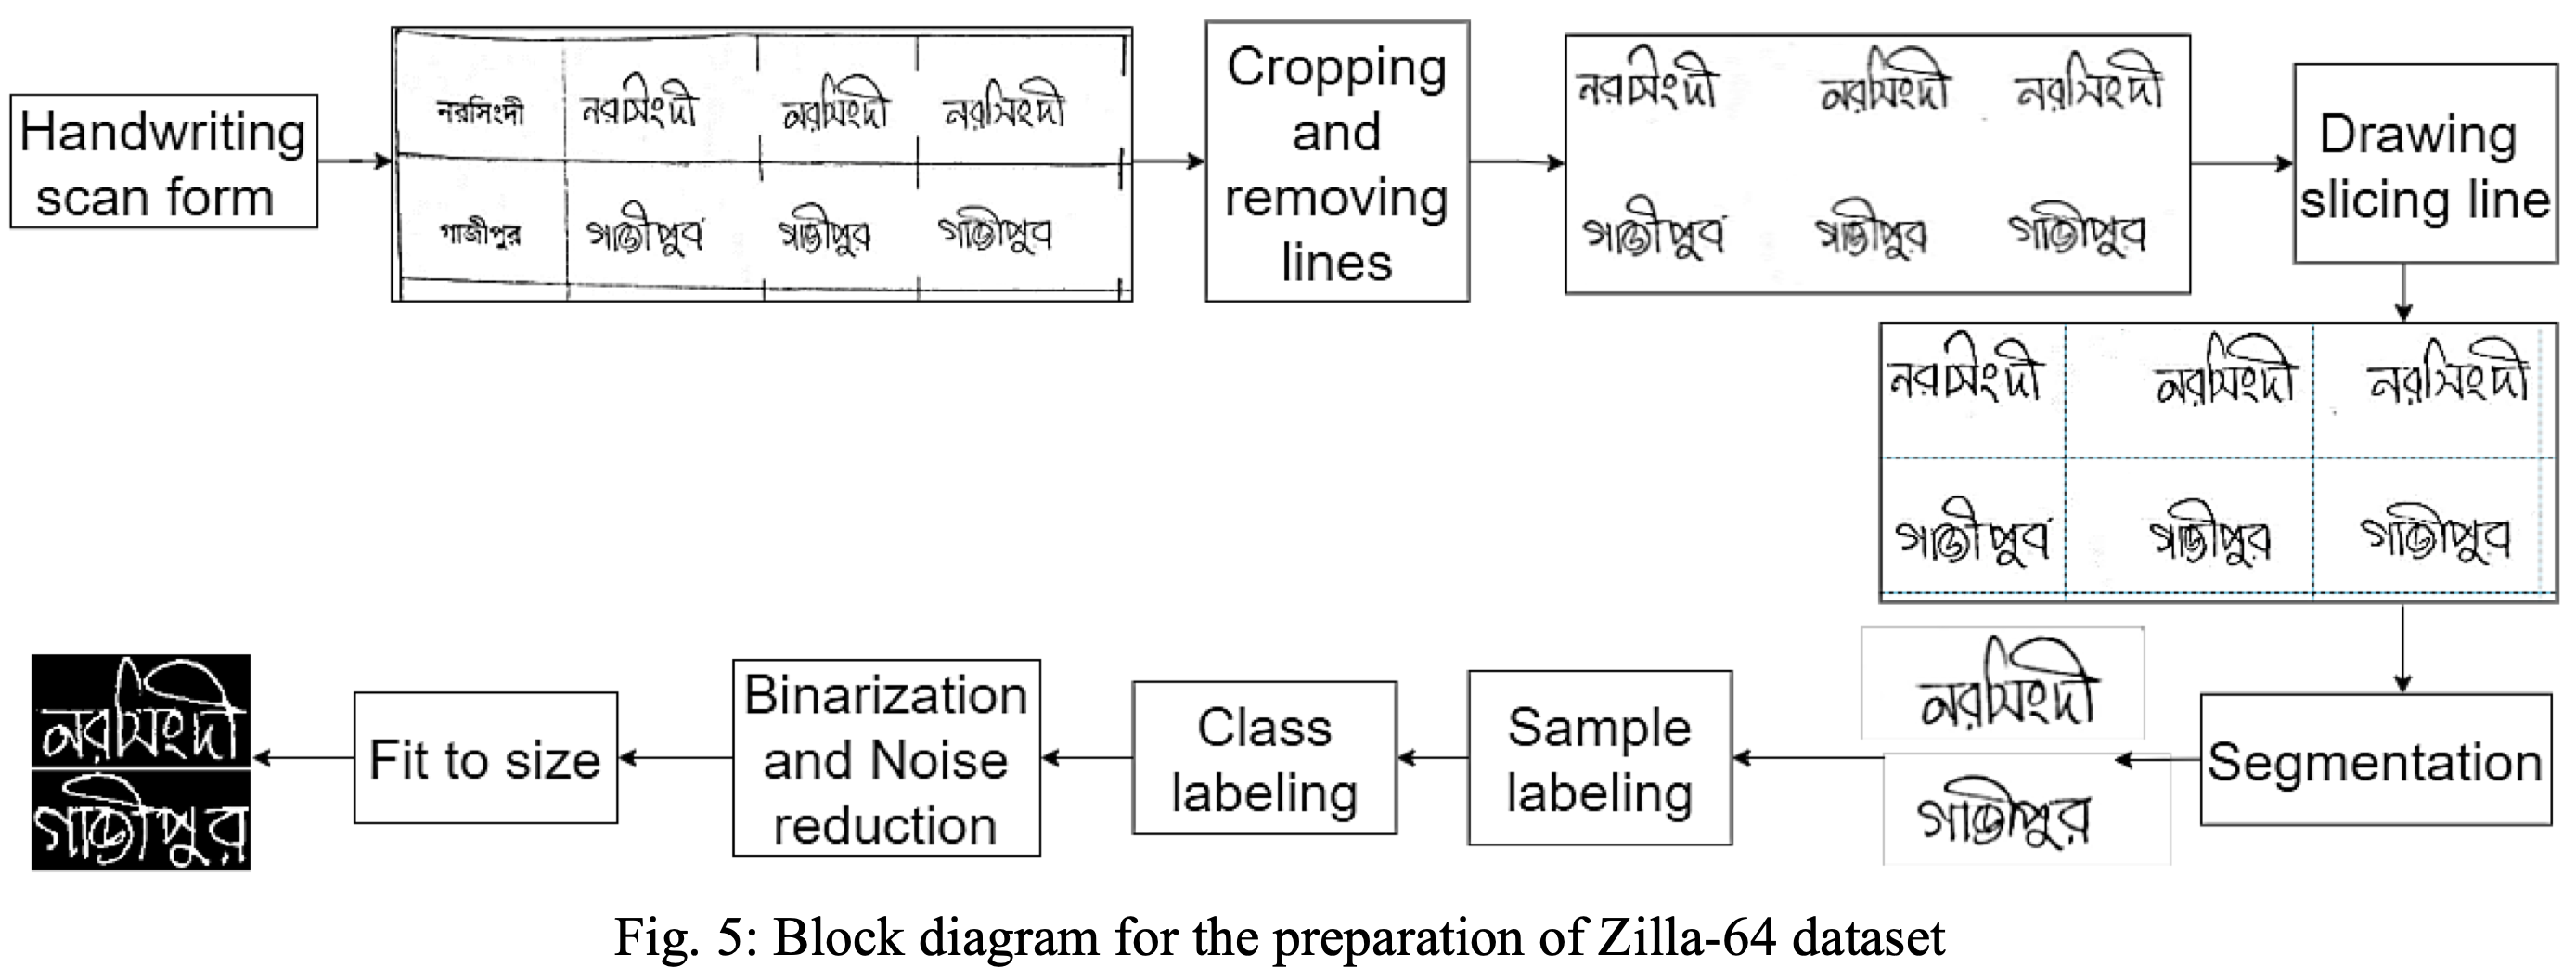 Handwriting
scan form
নরসিংদী নরসিংদী নরসিংদী নরসিংদী
গাজীপুর গাজীপুর গাজীপুর গাজীপুর
Cropping
and
removing
lines
নরসিংদী নরসিংদী নরসিংদী
গাজীপুর গাজীপুর গাজীপুর
Drawing
slicing line
নরসিংদী নরসিংদী নরসিংদী
গাজীপুর গাজীপুর গাজীপুর
Segmentation
নরসিংদী
গাজীপুর
Sample
labeling
Class
labeling
Binarization
and Noise
reduction
Fit to size
নরসিংদী
গাজীপুর
Fig. 5: Block diagram for the preparation of Zilla-64 dataset